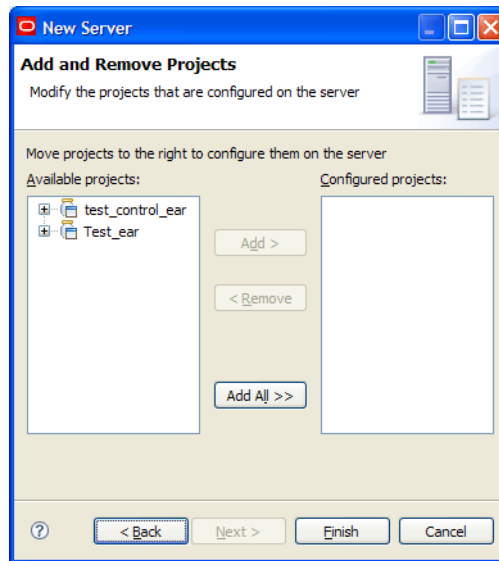 New Server
Add and Remove Projects
Modify the projects that are configured on the server
Move projects to the right to configure them on the server
Available projects:
Configured projects:
test_control_ear
Test_ear
Add >
< Remove
Add All >>
? < Back Next > Finish Cancel